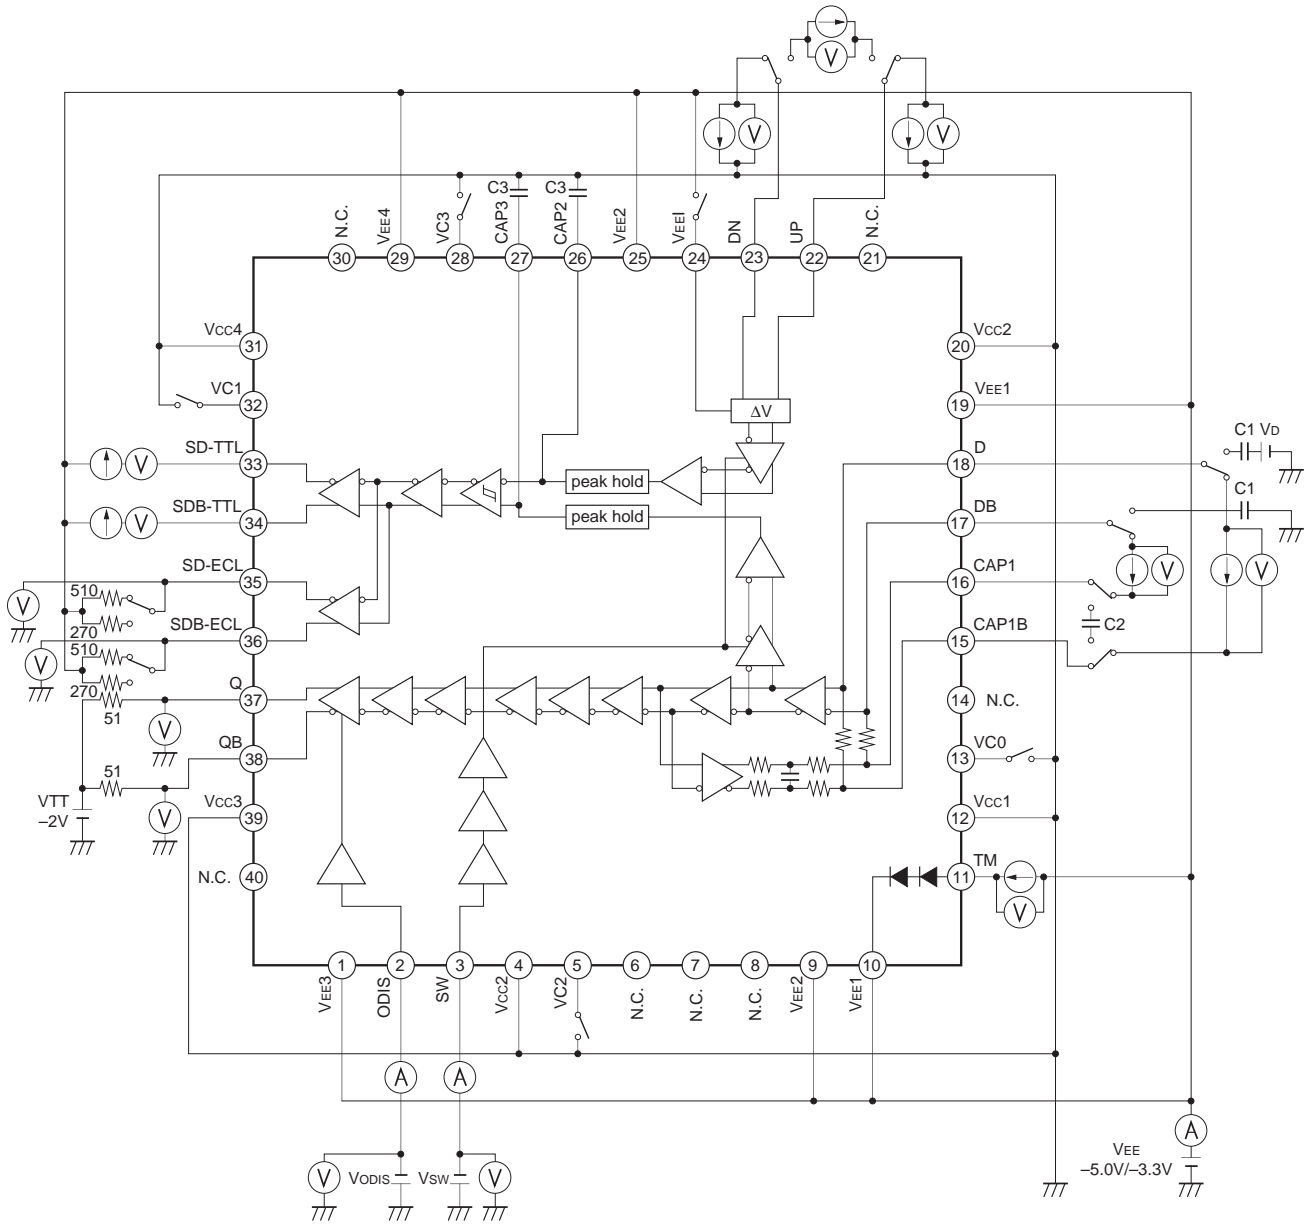 V
V
V
C3
C3
N.C.
VEE4
VC3
CAP3
CAP2
VEE2
VEEI
DN
UP
N.C.
30
29
28
27
26
25
24
23
22
21
VCC4
31
VC1
32
SD-TTL
V
33
SDB-TTL
V
34
SD-ECL
35
V
510
270
SDB-ECL
36
V
510
270
Q
37
51
V
QB
38
51
VTT
–2V
V
VCC3
39
N.C.
40
ΔV
peak hold
peak hold
VCC2
20
VEE1
19
D
18
C1 VD
DB
17
C1
V
V
CAP1
16
C2
CAP1B
15
14
N.C.
VC0
13
VCC1
12
TM
11
V
1
2
3
4
5
6
7
8
9
10
VEE3
ODIS
SW
VCC2
VC2
N.C.
N.C.
N.C.
VEE2
VEE1
A
A
A
V
VODIS
VSW
V
VEE
–5.0V/–3.3V